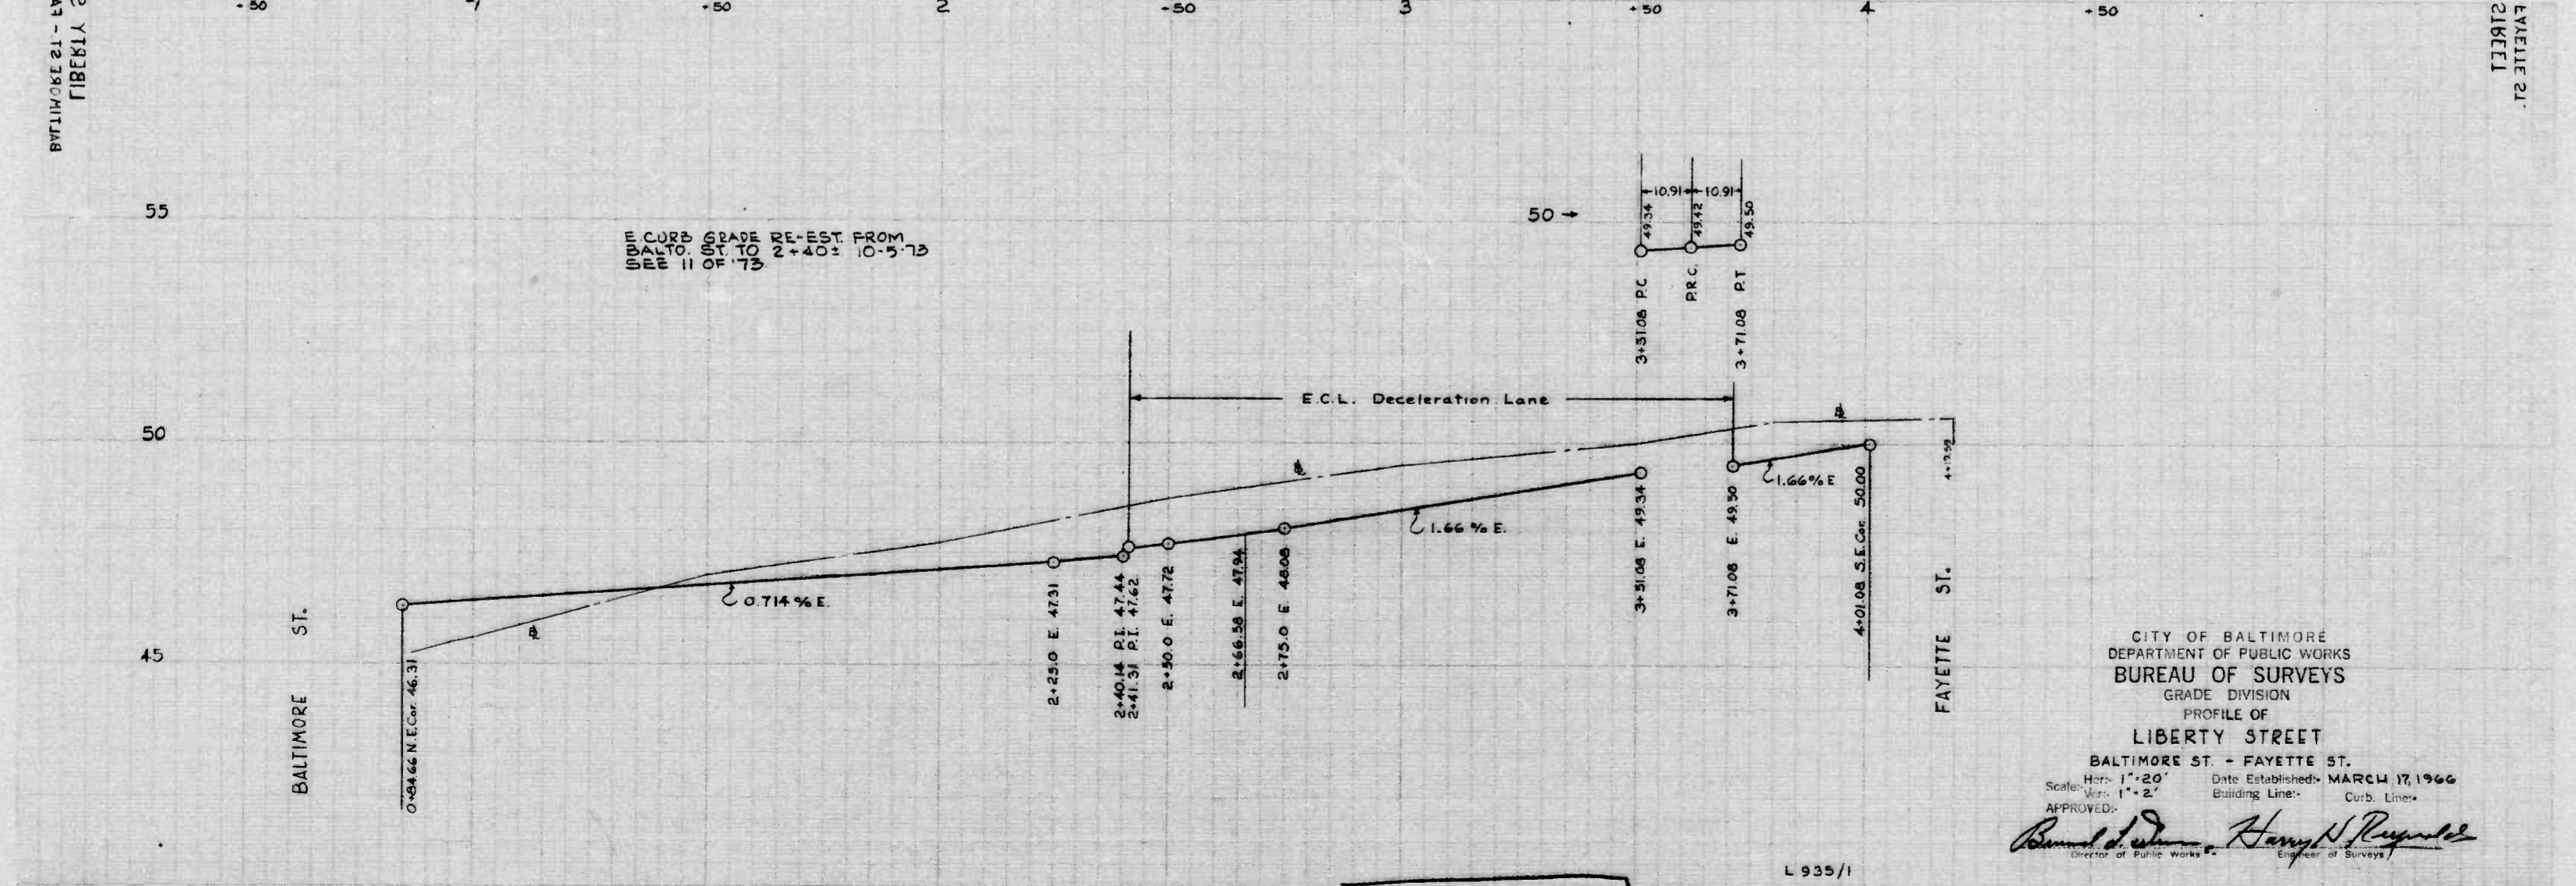 +50
1
+50
2
+50
3
+50
4
+50
LIBERTY
BALTIMORE ST. - FA
FAYETTE ST.
STREET
55
50
45
E. CURB GRADE RE-EST. FROM
BALTO. ST. TO 2+40± 10-5-73
SEE 11 OF '73
50 →
10.91 10.91
49.34
49.42
49.50
3+51.08 P.C
P.R.C.
3+71.08 P.T
E.C.L. Deceleration Lane
BALTIMORE ST.
0+84.66 N.E.Cor. 46.31
0.714 % E.
2+25.0 E. 47.31
2+40.14 P.I. 47.44
2+41.31 P.I. 47.62
2+50.0 E. 47.72
2+66.58 E. 47.94
2+75.0 E. 48.08
1.66 % E.
3+51.08 E. 49.34
3+71.08 E. 49.50
1.66% E
4+01.08 S.E.Cor. 50.00
FAYETTE ST.
CITY OF BALTIMORE
DEPARTMENT OF PUBLIC WORKS
BUREAU OF SURVEYS
GRADE DIVISION
PROFILE OF
LIBERTY STREET
BALTIMORE ST. - FAYETTE ST.
Scale:- Hor:- 1"=20' Date Established:- MARCH 17, 1966
Ver:- 1"=2' Building Line:- Curb. Line:-
APPROVED:-
Harry N. Reynolds
Director of Public Works Engineer of Surveys
L 935/1